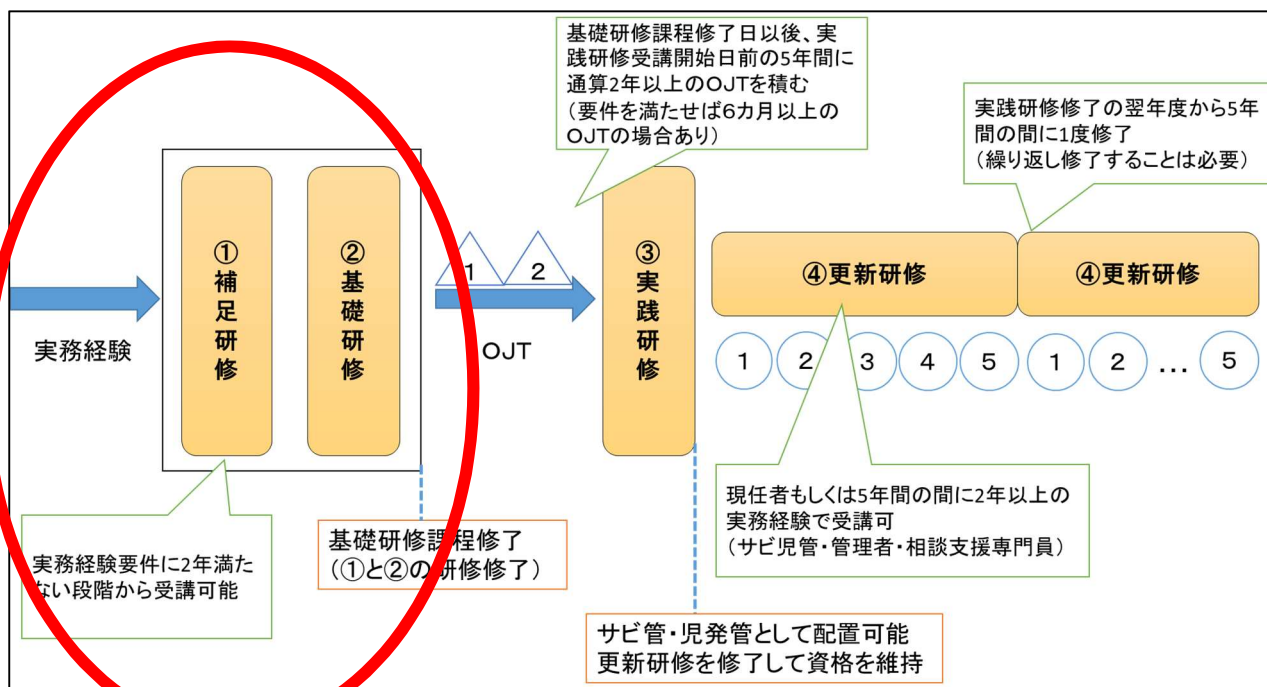 基礎研修課程修了日以後、実
践研修受講開始日前の5年間に
通算2年以上のOJTを積む
(要件を満たせば6カ月以上の
OJTの場合あり)
実践研修修了の翌年度から5年
間の間に1度修了
(繰り返し修了することは必要)
実務経験
①補足研修
②基礎研修
1 2
OJT
③実践研修
④更新研修
④更新研修
1 2 3 4 5 1 2 … 5
実務経験要件に2年満た
ない段階から受講可能
基礎研修課程修了
(①と②の研修修了)
現任者もしくは5年間の間に2年以上の
実務経験で受講可
(サビ児管・管理者・相談支援専門員)
サビ管・児発管として配置可能
更新研修を修了して資格を維持